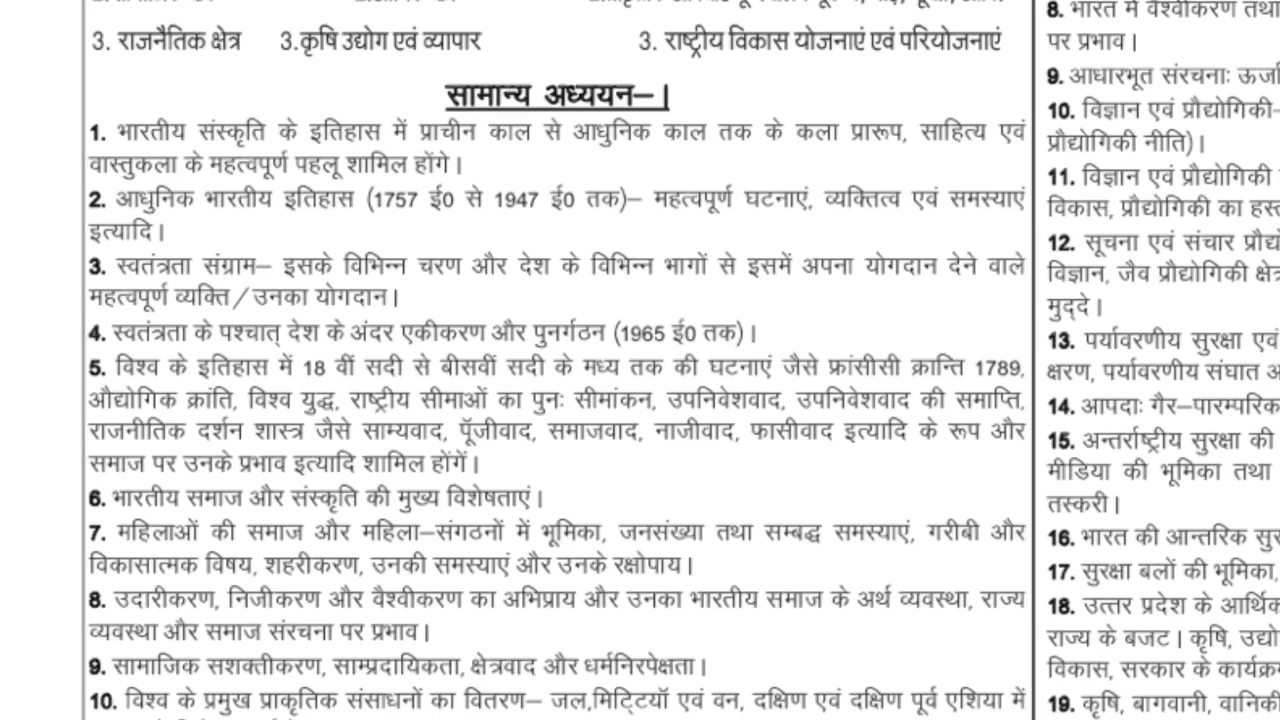 3. राजनैतिक क्षेत्र 3.कृषि उद्योग एवं व्यापार 3. राष्ट्रीय विकास योजनाएं एवं परियोजनाएं
सामान्य अध्ययन–I
1. भारतीय संस्कृति के इतिहास में प्राचीन काल से आधुनिक काल तक के कला प्रारूप, साहित्य एवं
वास्तुकला के महत्वपूर्ण पहलू शामिल होंगे।
2. आधुनिक भारतीय इतिहास (1757 ई0 से 1947 ई0 तक)– महत्वपूर्ण घटनाएं, व्यक्तित्व एवं समस्याएं
इत्यादि।
3. स्वतंत्रता संग्राम– इसके विभिन्न चरण और देश के विभिन्न भागों से इसमें अपना योगदान देने वाले
महत्वपूर्ण व्यक्ति/उनका योगदान।
4. स्वतंत्रता के पश्चात् देश के अंदर एकीकरण और पुनर्गठन (1965 ई0 तक)।
5. विश्व के इतिहास में 18 वीं सदी से बीसवीं सदी के मध्य तक की घटनाएं जैसे फ्रांसीसी क्रान्ति 1789,
औद्योगिक क्रांति, विश्व युद्ध, राष्ट्रीय सीमाओं का पुनः सीमांकन, उपनिवेशवाद, उपनिवेशवाद की समाप्ति,
राजनीतिक दर्शन शास्त्र जैसे साम्यवाद, पूॅजीवाद, समाजवाद, नाजीवाद, फासीवाद इत्यादि के रूप और
समाज पर उनके प्रभाव इत्यादि शामिल होंगें।
6. भारतीय समाज और संस्कृति की मुख्य विशेषताएं।
7. महिलाओं की समाज और महिला–संगठनों में भूमिका, जनसंख्या तथा सम्बद्ध समस्याएं, गरीबी और
विकासात्मक विषय, शहरीकरण, उनकी समस्याएं और उनके रक्षोपाय।
8. उदारीकरण, निजीकरण और वैश्वीकरण का अभिप्राय और उनका भारतीय समाज के अर्थ व्यवस्था, राज्य
व्यवस्था और समाज संरचना पर प्रभाव।
9. सामाजिक सशक्तीकरण, साम्प्रदायिकता, क्षेत्रवाद और धर्मनिरपेक्षता।
10. विश्व के प्रमुख प्राकृतिक संसाधनों का वितरण– जल,मिट्टियॉ एवं वन, दक्षिण एवं दक्षिण पूर्व एशिया में
8. भारत में वैश्वीकरण तथा
पर प्रभाव।
9. आधारभूत संरचनाः
10. विज्ञान एवं प्रौद्योगिकी–
प्रौद्योगिकी नीति)।
11. विज्ञान एवं प्रौद्योगिकी
विकास, प्रौद्योगिकी का
12. सूचना एवं संचार
विज्ञान, जैव प्रौद्योगिकी
मुद्दे।
13. पर्यावरणीय सुरक्षा एवं
क्षरण, पर्यावरणीय संघात
14. आपदाः
15. अन्तर्राष्ट्रीय सुरक्षा की
मीडिया की भूमिका तथा
तस्करी।
16. भारत की आन्तरिक
17. सुरक्षा बलों की भूमिका,
18. उत्तर प्रदेश के
राज्य के बजट। कृषि,
विकास, सरकार के
19. कृषि, बागवानी,